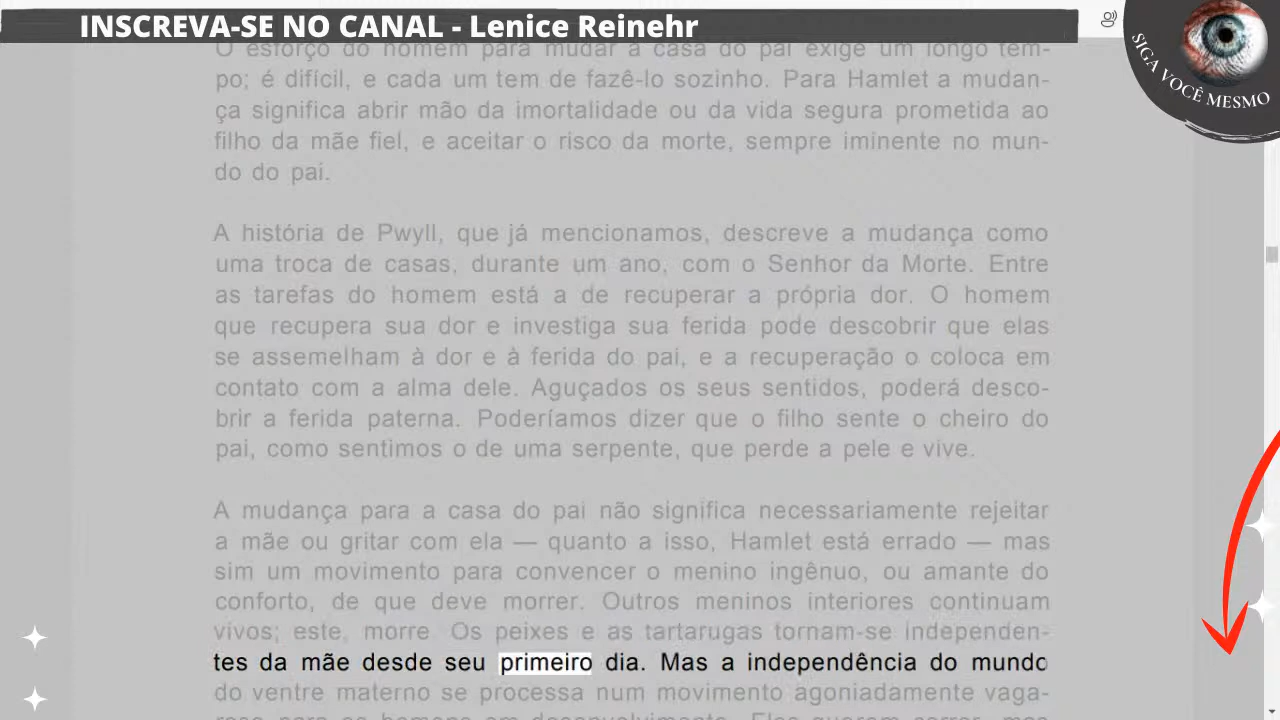 INSCREVA-SE NO CANAL - Lenice Reinehr
SIGA VOCÊ MESMO
O esforço do homem para mudar à casa do pai exige um longo tem-
po; é difícil, e cada um tem de fazê-lo sozinho. Para Hamlet a mudan-
ça significa abrir mão da imortalidade ou da vida segura prometida ao
filho da mãe fiel, e aceitar o risco da morte, sempre iminente no mun-
do do pai.
A história de Pwyll, que já mencionamos, descreve a mudança como
uma troca de casas, durante um ano, com o Senhor da Morte. Entre
as tarefas do homem está a de recuperar a própria dor. O homem
que recupera sua dor e investiga sua ferida pode descobrir que elas
se assemelham à dor e à ferida do pai, e a recuperação o coloca em
contato com a alma dele. Aguçados os seus sentidos, poderá desco-
brir a ferida paterna. Poderíamos dizer que o filho sente o cheiro do
pai, como sentimos o de uma serpente, que perde a pele e vive.
A mudança para a casa do pai não significa necessariamente rejeitar
a mãe ou gritar com ela — quanto a isso, Hamlet está errado — mas
sim um movimento para convencer o menino ingênuo, ou amante do
conforto, de que deve morrer. Outros meninos interiores continuam
vivos; este, morre. Os peixes e as tartarugas tornam-se independen-
tes da mãe desde seu primeiro dia. Mas a independência do mundo
do ventre materno se processa num movimento agoniadamente vaga-